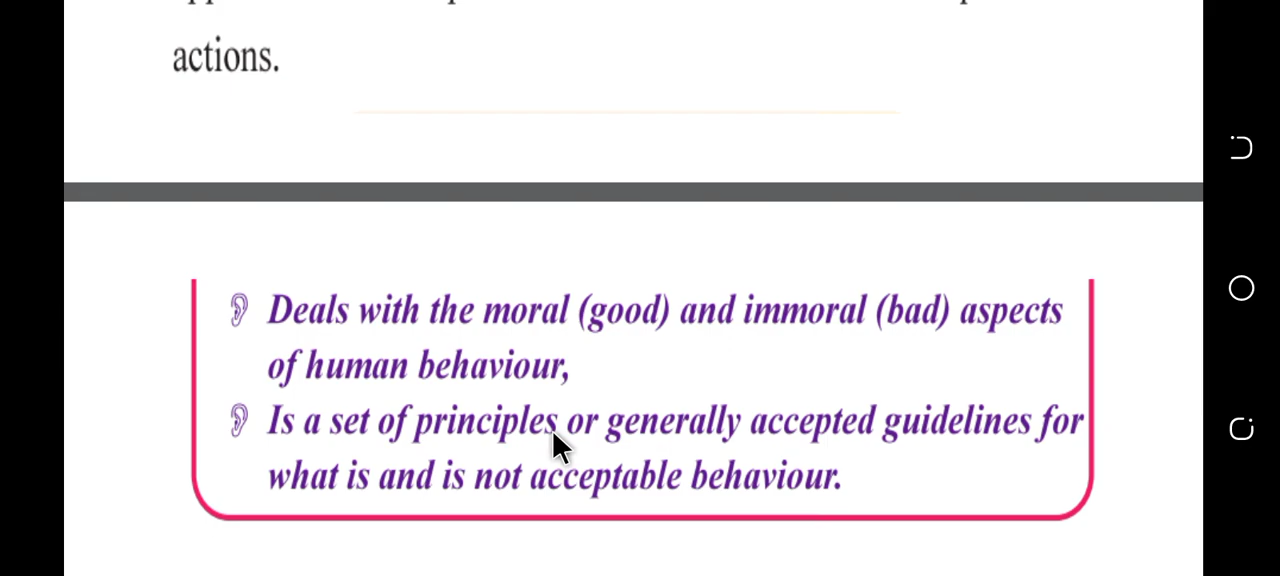 actions.
Deals with the moral (good) and immoral (bad) aspects
of human behaviour,
Is a set of principles or generally accepted guidelines for
what is and is not acceptable behaviour.